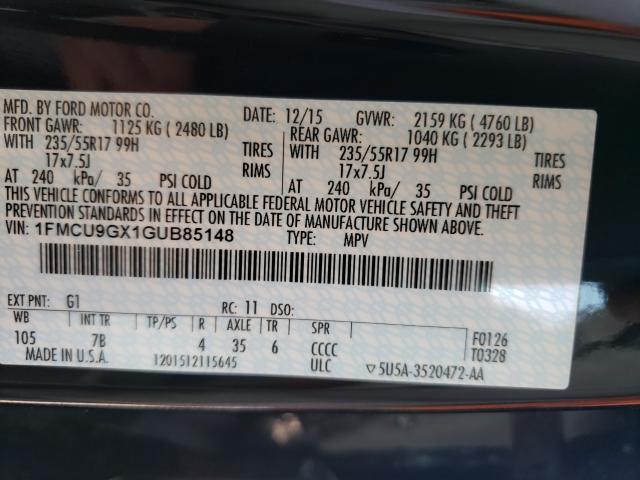 MFD. BY FORD MOTOR CO. DATE: 12/15 GVWR: 2159 KG ( 4760 LB)
FRONT GAWR: 1125 KG ( 2480 LB) REAR GAWR: 1040 KG ( 2293 LB)
WITH 235/55R17 99H TIRES WITH 235/55R17 99H TIRES
17x7.5J RIMS 17x7.5J RIMS
AT 240 kPa/ 35 PSI COLD AT 240 kPa/ 35 PSI COLD
THIS VEHICLE CONFORMS TO ALL APPLICABLE FEDERAL MOTOR VEHICLE SAFETY AND THEFT
PREVENTION STANDARDS IN EFFECT ON THE DATE OF MANUFACTURE SHOWN ABOVE.
VIN: 1FMCU9GX1GUB85148 TYPE: MPV
EXT PNT: G1 RC: 11 DSO:
WB INT TR TP/PS R AXLE TR SPR F0126
105 7B 4 35 6 CCCC T0328
MADE IN U.S.A. 1201512115645 ULC ▽5U5A-3520472-AA